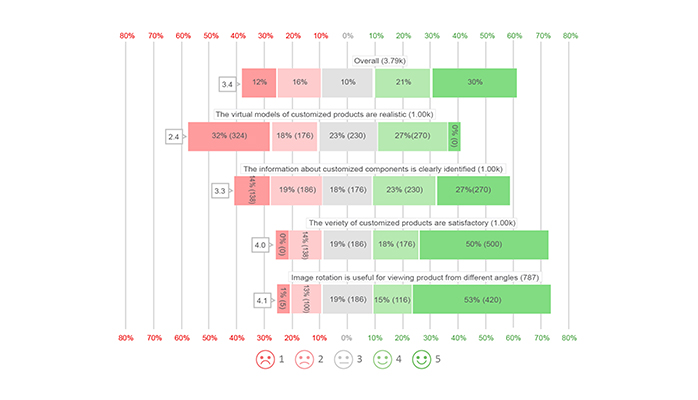 80% 70% 60% 50% 40% 30% 20% 10% 0% 10% 20% 30% 40% 50% 60% 70% 80%
Overall (3.79k)
3.4 12% 16% 10% 21% 30%
The virtual models of customized products are realistic (1.00k)
2.4 32% (324) 18% (176) 23% (230) 27%(270) 0% (0)
The information about customized components is clearly identified (1.00k)
3.3 14% (138) 19% (186) 18% (176) 23% (230) 27%(270)
The veriety of customized products are satisfactory (1.00k)
4.0 0% (0) 14% (138) 19% (186) 18% (176) 50% (500)
Image rotation is useful for viewing product from different angles (787)
4.1 1% (5) 13% (100) 19% (186) 15% (116) 53% (420)
80% 70% 60% 50% 40% 30% 20% 10% 0% 10% 20% 30% 40% 50% 60% 70% 80%
1 2 3 4 5